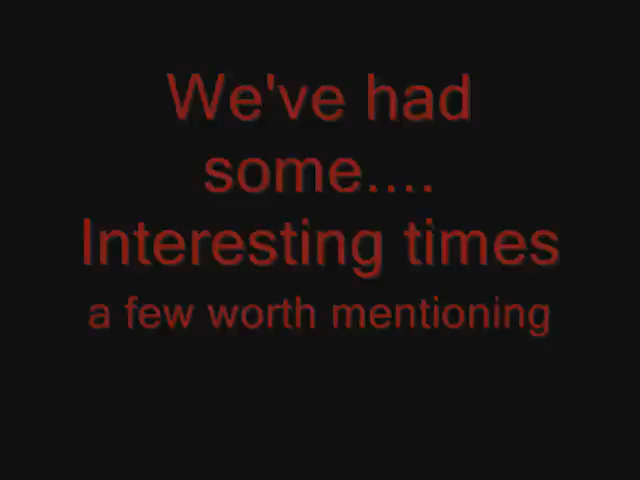 We've had
some....
Interesting times
a few worth mentioning